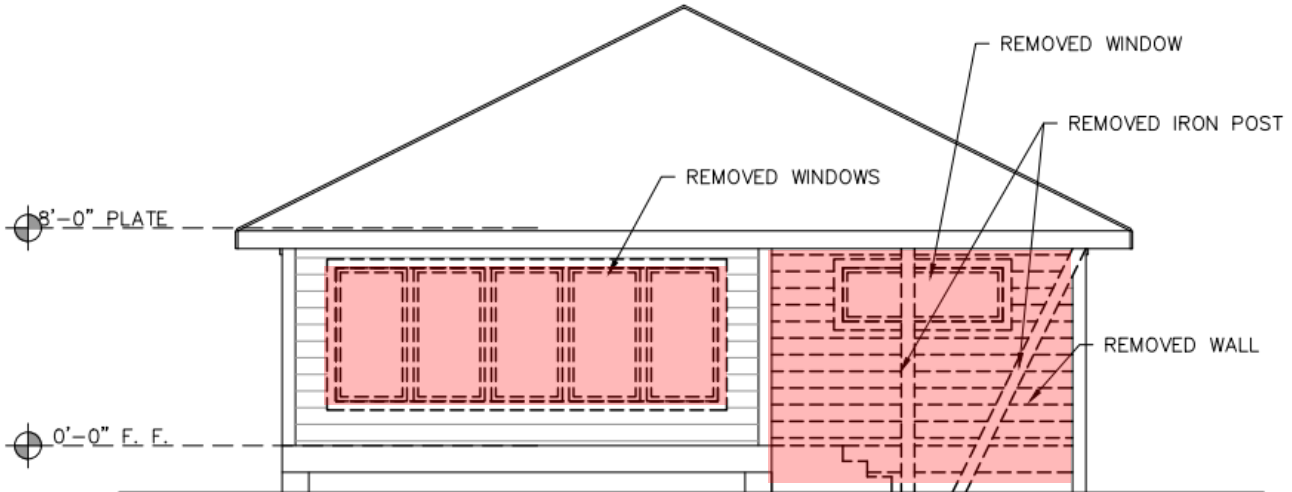 REMOVED WINDOW
REMOVED IRON POST
REMOVED WINDOWS
8'-0" PLATE
REMOVED WALL
0'-0" F. F.